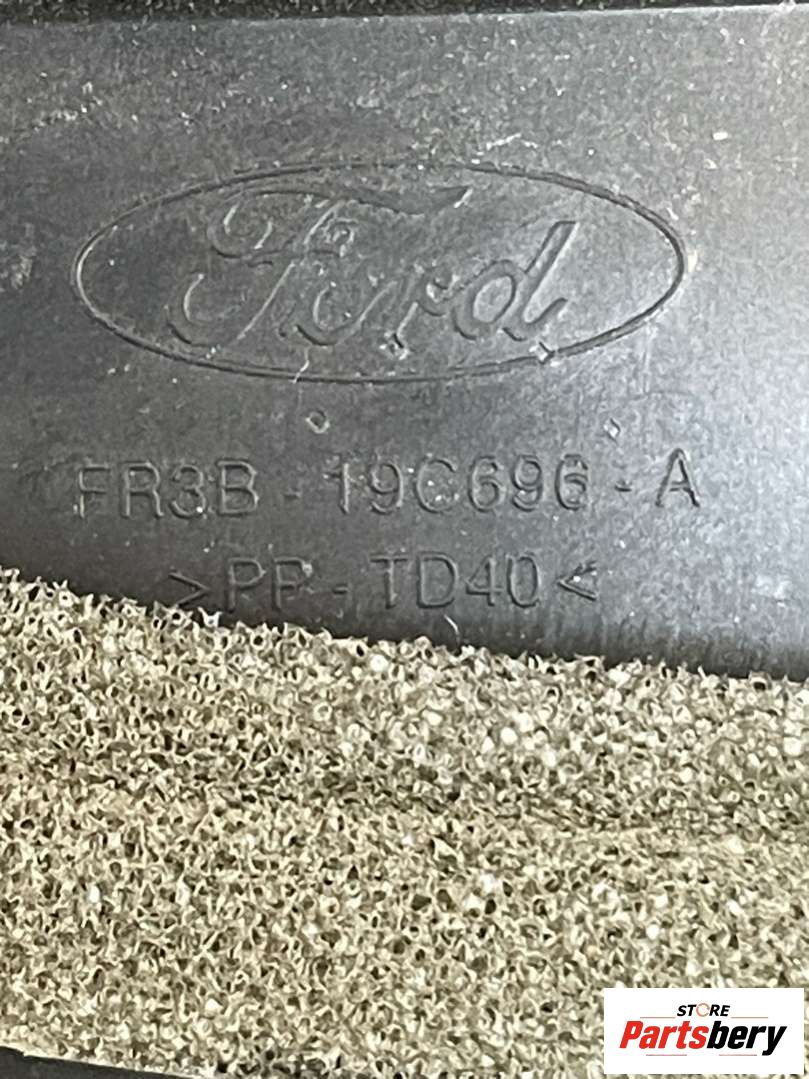 Ford
FR3B - 19C696 - A
>PP - TD40<
STORE
Partsbery